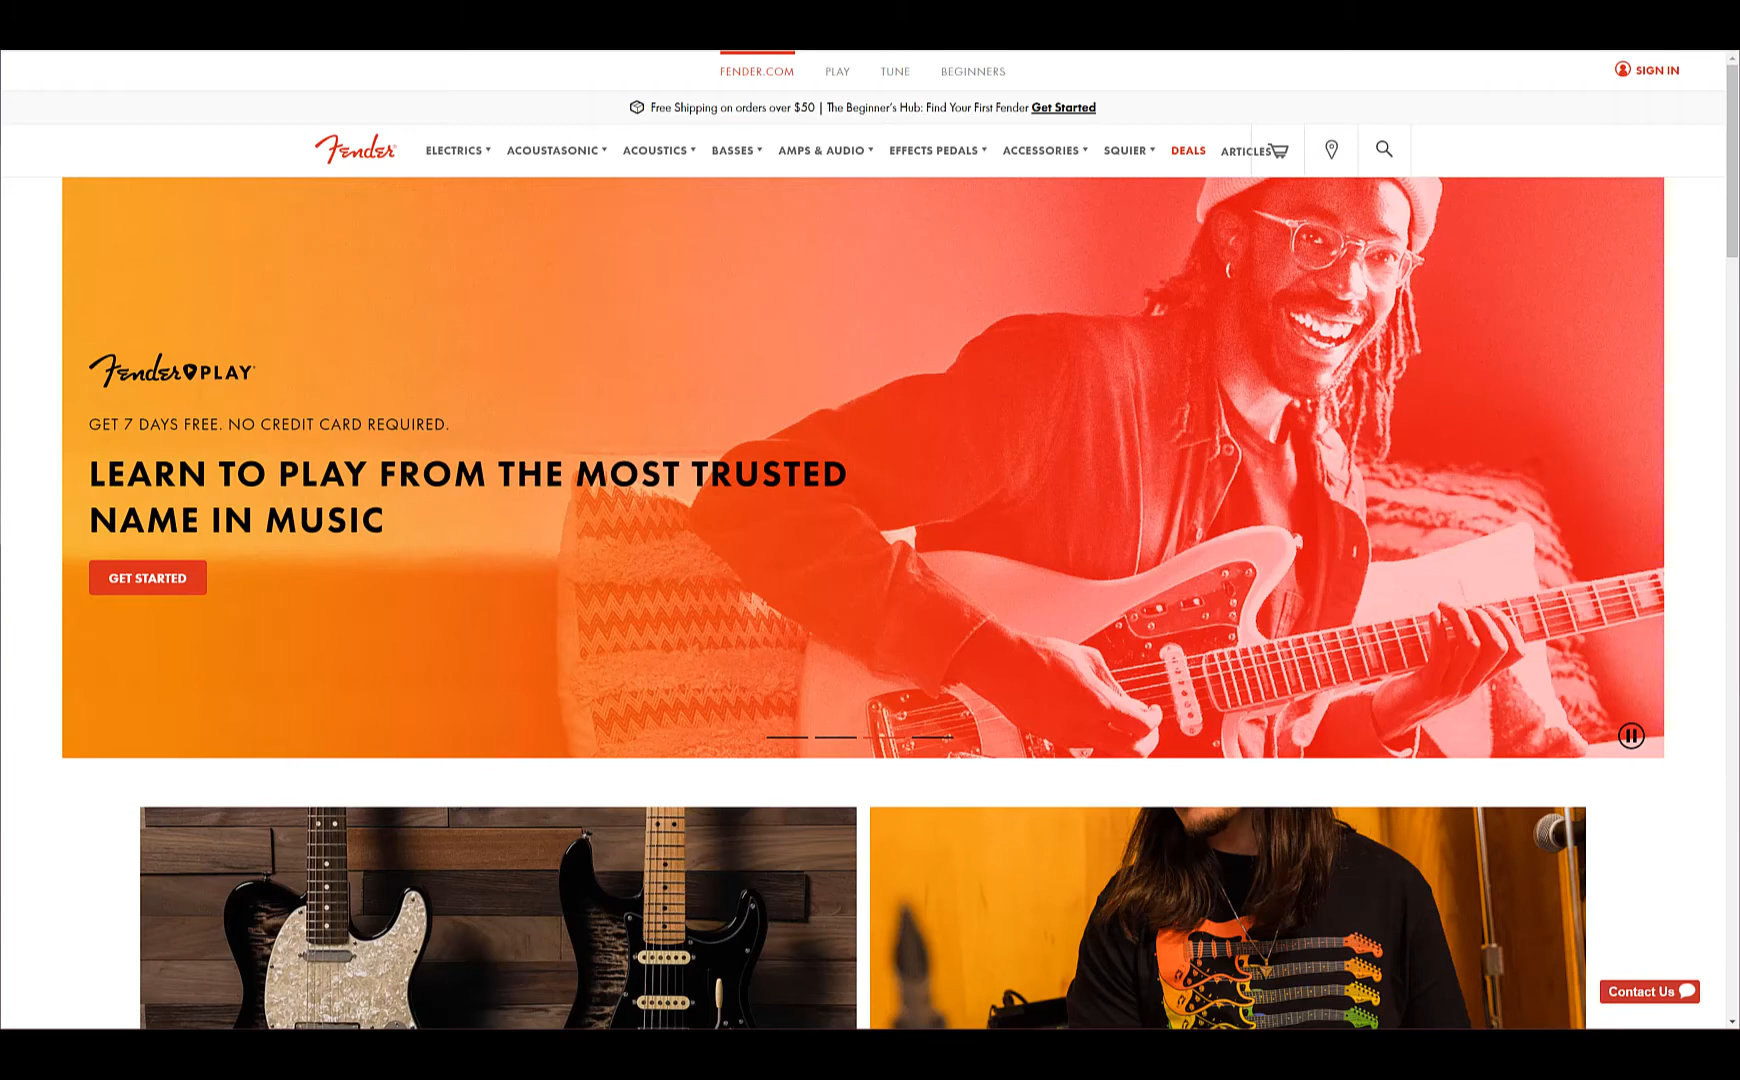 FENDER.COM PLAY TUNE BEGINNERS
SIGN IN
Free Shipping on orders over $50 | The Beginner's Hub: Find Your First Fender Get Started
Fender ELECTRICS ACOUSTASONIC ACOUSTICS BASSES AMPS & AUDIO EFFECTS PEDALS ACCESSORIES SQUIER DEALS ARTICLES
Fender PLAY
GET 7 DAYS FREE. NO CREDIT CARD REQUIRED.
LEARN TO PLAY FROM THE MOST TRUSTED
NAME IN MUSIC
GET STARTED
Contact Us